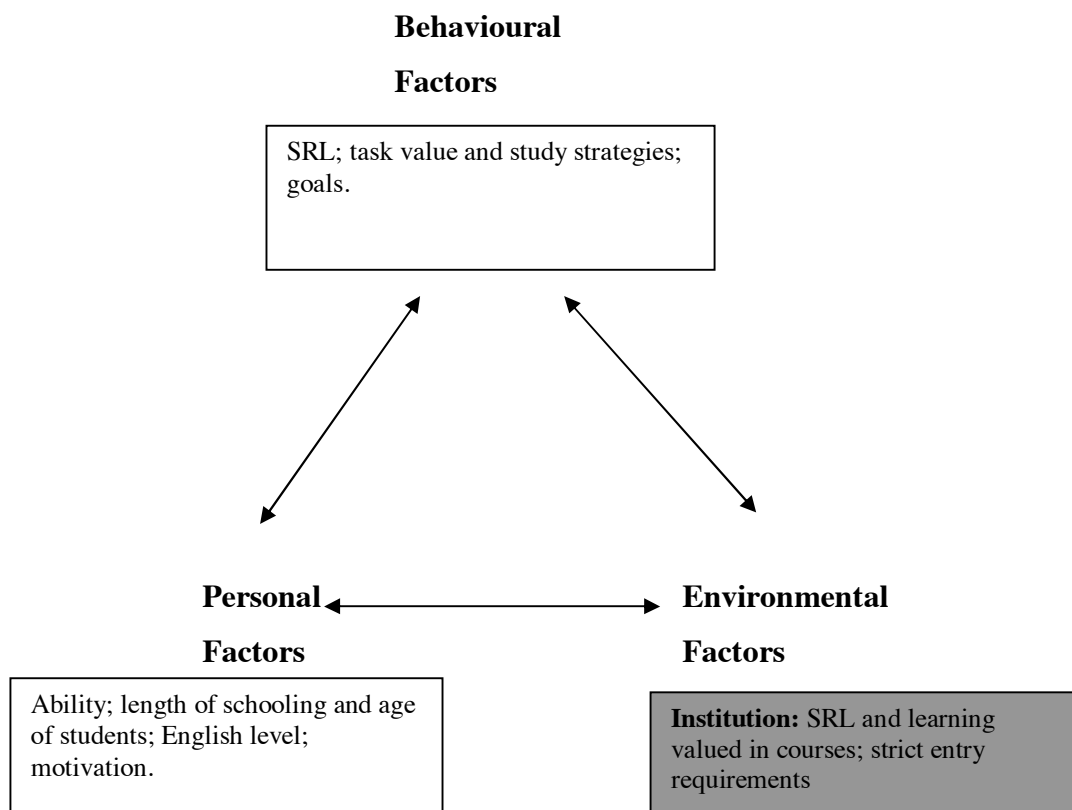 Behavioural
Factors
SRL; task value and study strategies;
goals.
Personal
Factors
Ability; length of schooling and age
of students; English level;
motivation.
Environmental
Factors
Institution: SRL and learning
valued in courses; strict entry
requirements